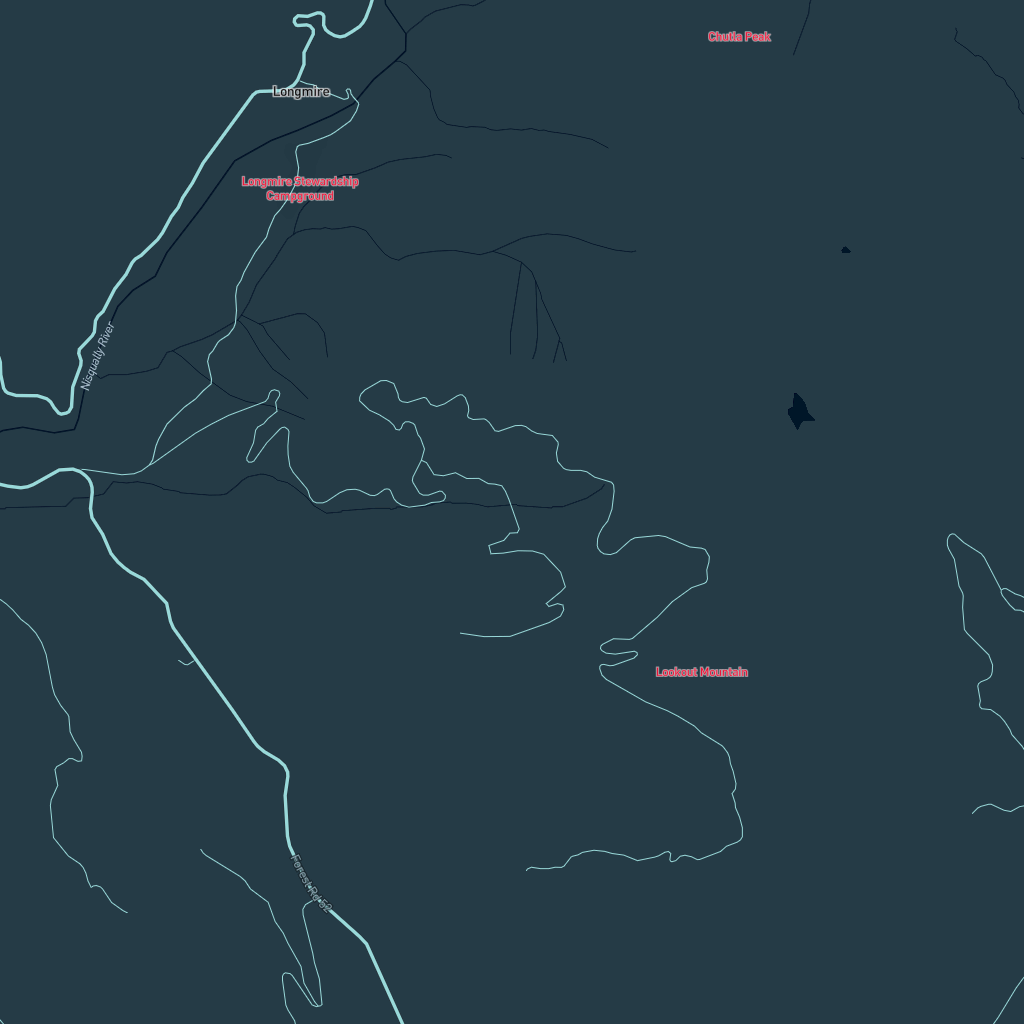 Chutla Peak
Longmire
Longmire Stewardship
Campground
Nisqually River
Lookout Mountain
Forest Rd 52